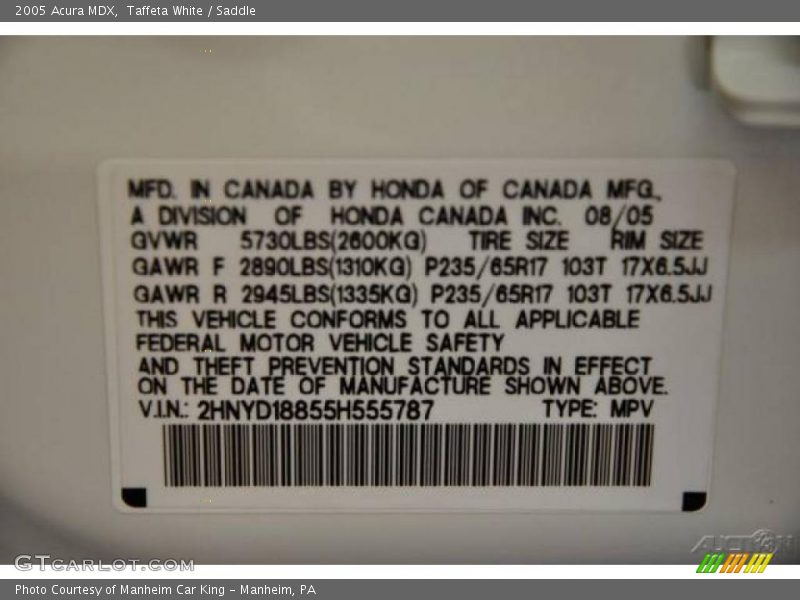 2005 Acura MDX, Taffeta White / Saddle
MFD. IN CANADA BY HONDA OF CANADA MFG.,
A DIVISION OF HONDA CANADA INC. 08/05
GVWR 5730LBS(2600KG) TIRE SIZE RIM SIZE
GAWR F 2890LBS(1310KG) P235/65R17 103T 17X6.5JJ
GAWR R 2945LBS(1335KG) P235/65R17 103T 17X6.5JJ
THIS VEHICLE CONFORMS TO ALL APPLICABLE
FEDERAL MOTOR VEHICLE SAFETY
AND THEFT PREVENTION STANDARDS IN EFFECT
ON THE DATE OF MANUFACTURE SHOWN ABOVE.
V.I.N.: 2HNYD18855H555787 TYPE: MPV
GTCARLOT.COM
Photo Courtesy of Manheim Car King - Manheim, PA